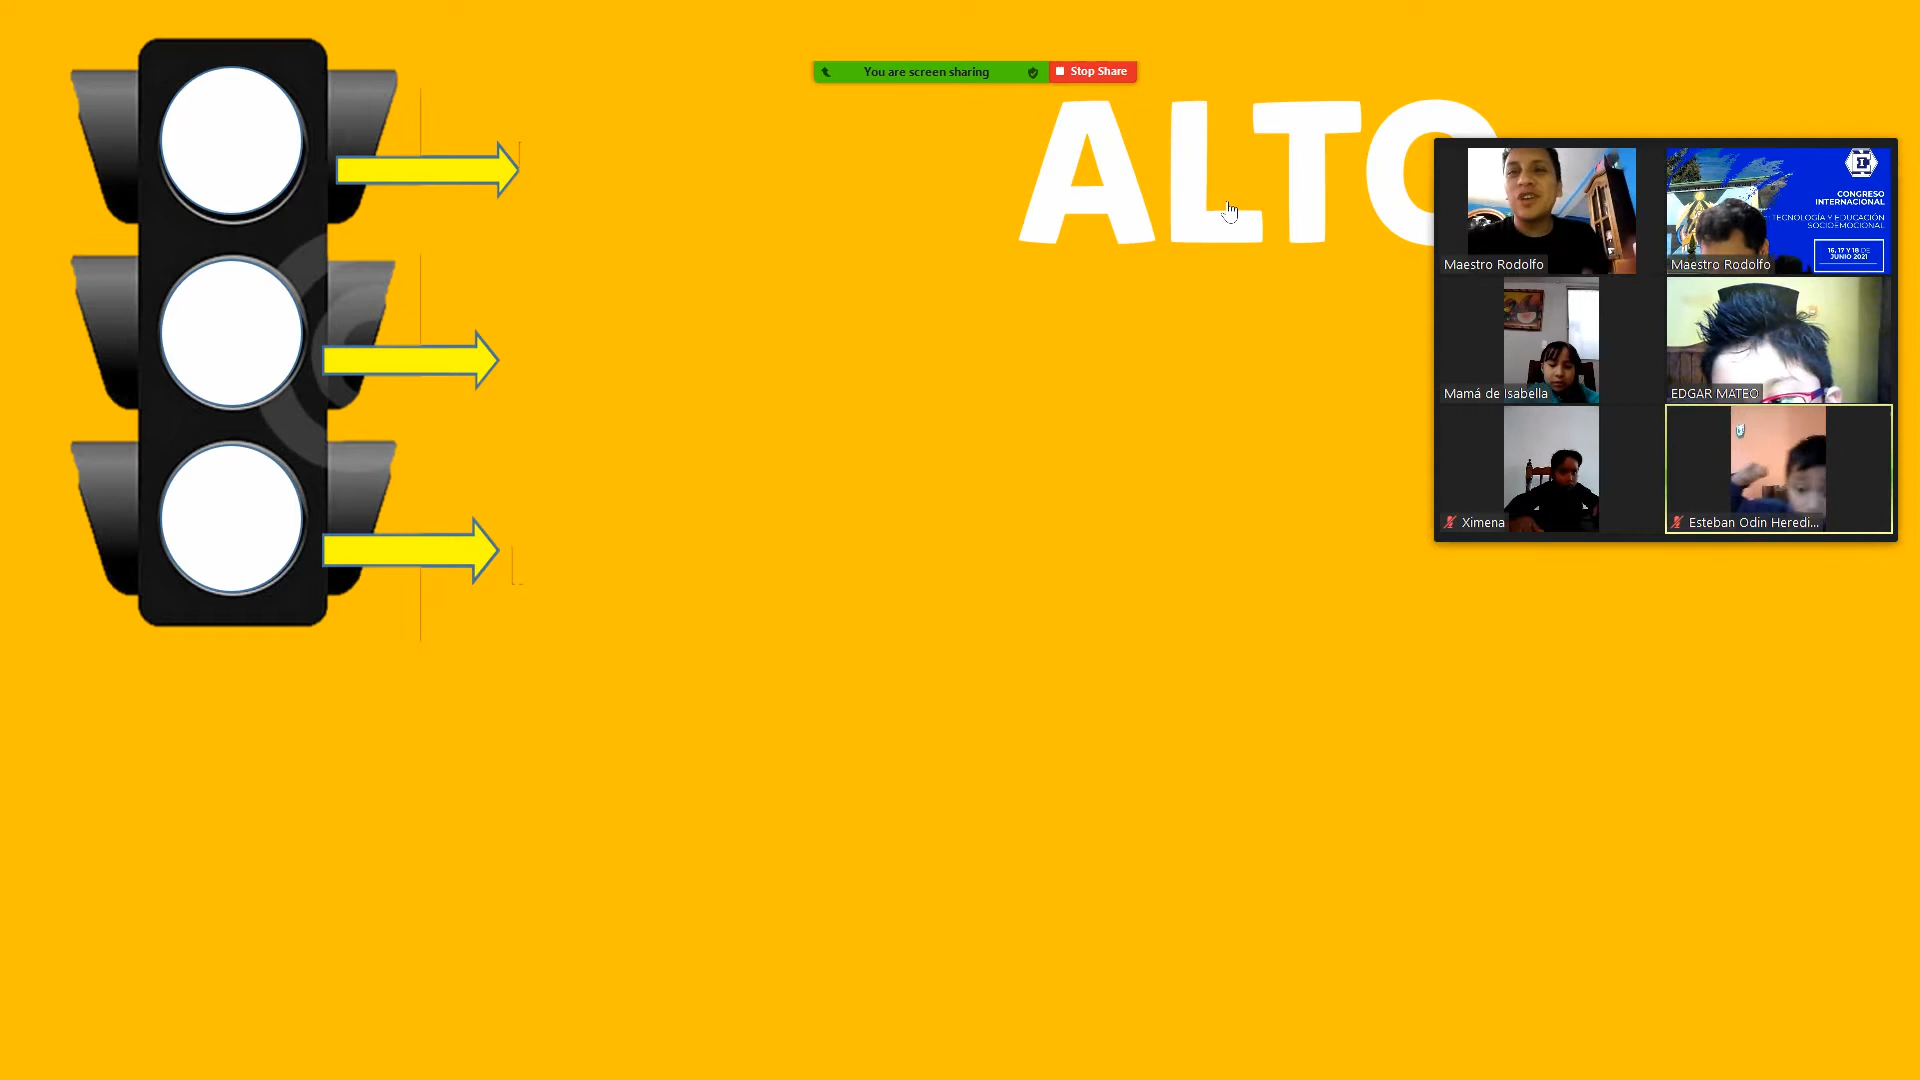 You are screen sharing
Stop Share
ALTO
CONGRESO
INTERNACIONAL
TECNOLOGÍA Y EDUCACIÓN
SOCIOEMOCIONAL
16, 17 Y 18 DE
JUNIO 2021
Maestro Rodolfo
Maestro Rodolfo
Mamá de Isabella
EDGAR MATEO
Ximena
Esteban Odin Heredi...